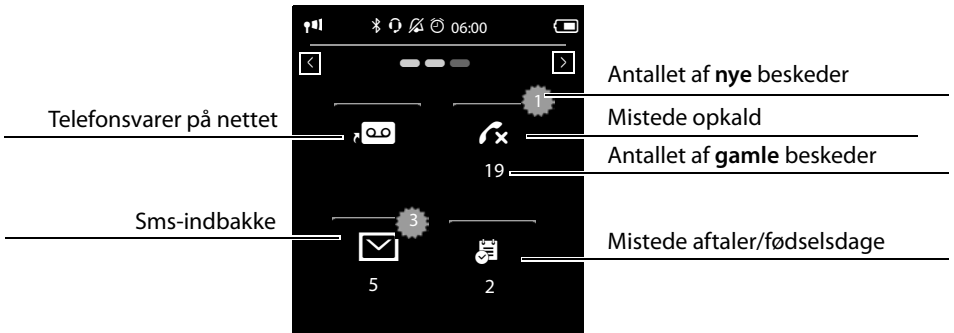 06:00
Antallet af nye beskeder
1
Telefonsvarer på nettet
Mistede opkald
19
Antallet af gamle beskeder
Sms-indbakke
3
Mistede aftaler/fødselsdage
5
2